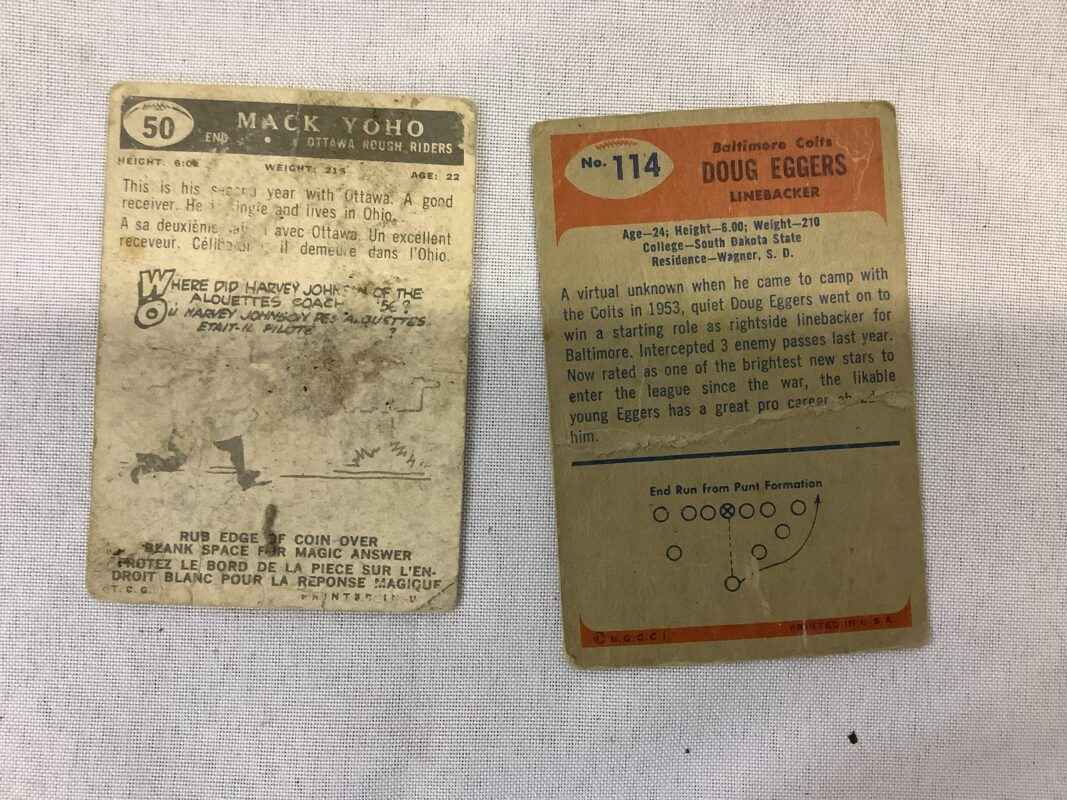 50
MACK YOHO
END • OTTAWA ROUGH RIDERS
HEIGHT: WEIGHT: 215 AGE: 22
This is his year with Ottawa. A good
receiver. He single and lives in Ohio.
A sa deuxième avec Ottawa. Un excellent
receveur. il demeure dans l'Ohio.
WHERE DID HARVEY OF THE
ALOUETTES COACH ?
OÙ HARVEY JOHNSON DES ALOUETTES
ETAIT-IL PILOTE ?
RUB EDGE OF COIN OVER
BLANK SPACE FOR MAGIC ANSWER
FROTEZ LE BORD DE LA PIECE SUR L'EN-
DROIT BLANC POUR LA REPONSE MAGIQUE
T.C.G. PRINTED IN
No. 114
Baltimore Colts
DOUG EGGERS
LINEBACKER
Age—24; Height—6.00; Weight—210
College—South Dakota State
Residence—Wagner, S. D.
A virtual unknown when he came to camp with
the Colts in 1953, quiet Doug Eggers went on to
win a starting role as rightside linebacker for
Baltimore. Intercepted 3 enemy passes last year.
Now rated as one of the brightest new stars to
enter the league since the war, the likable
young Eggers has a great pro career
him.
End Run from Punt Formation
© B.G.C.I. PRINTED IN U.S.A.